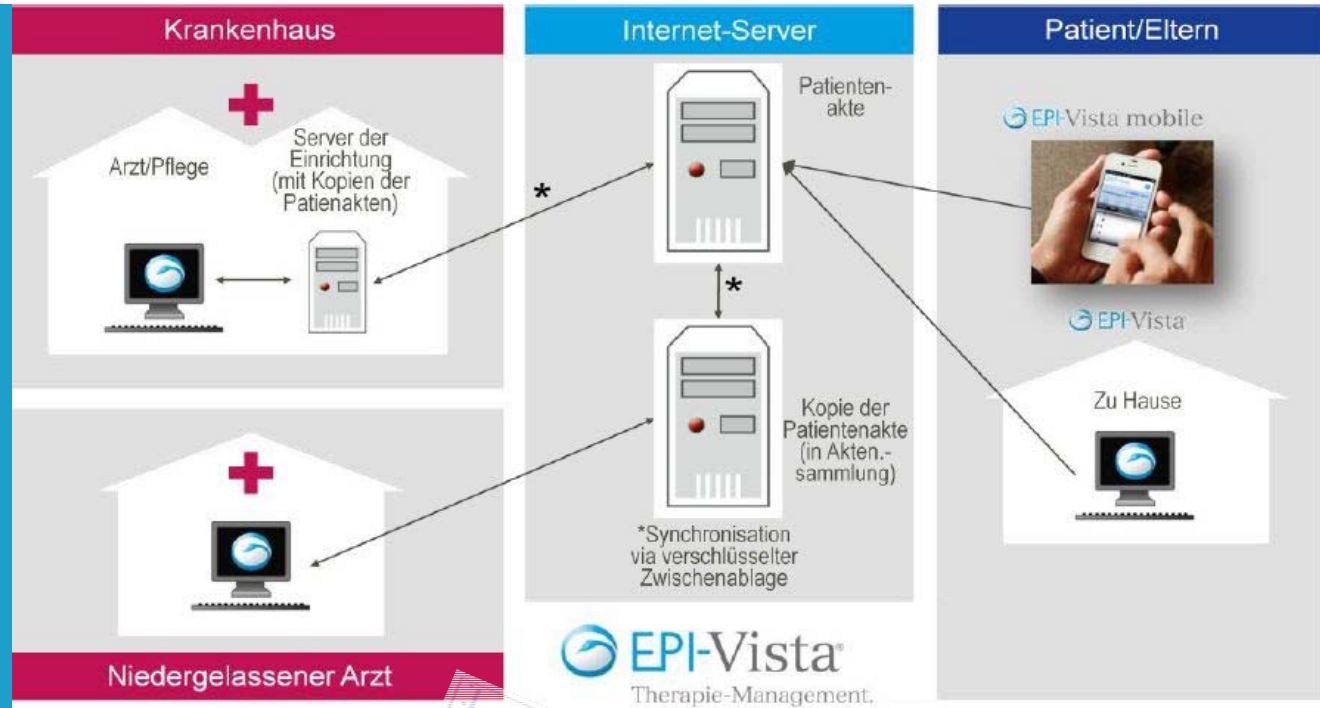 Krankenhaus
Arzt/Pflege
Server der
Einrichtung
(mit Kopien der
Patienakten)
*
Niedergelassener Arzt
Internet-Server
Patienten-
akte
*
Kopie der
Patientenakte
(in Akten.-
sammlung)
*Synchronisation
via verschlüsselter
Zwischenablage
EPI-Vista®
Therapie-Management.
Patient/Eltern
EPI-Vista mobile
EPI-Vista
Zu Hause